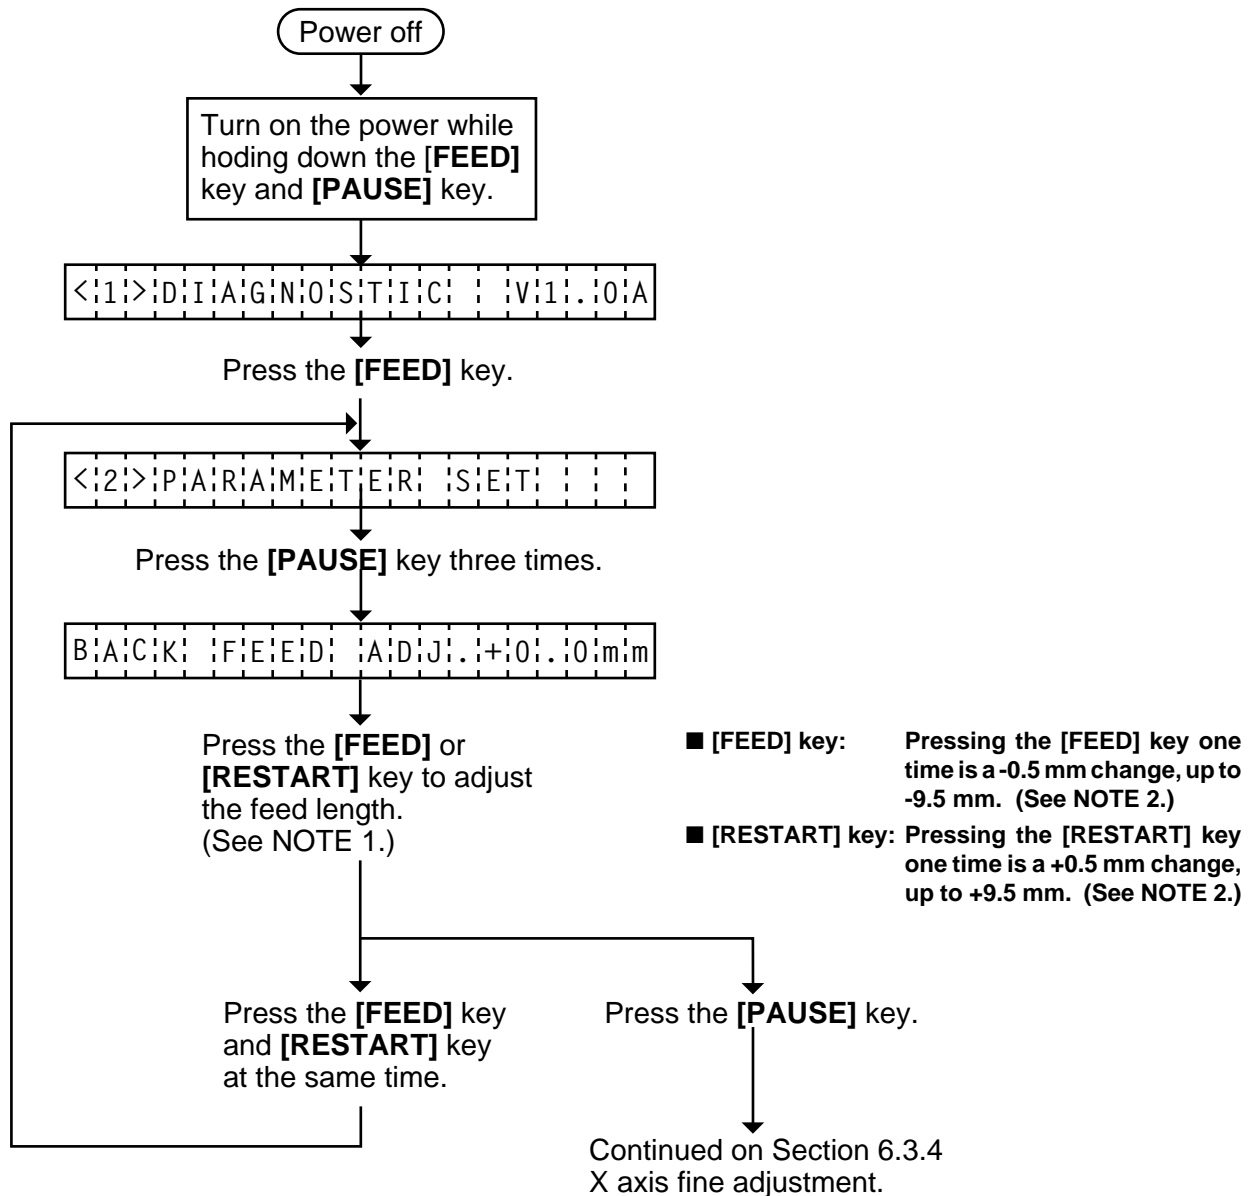 Power off
Turn on the power while
hoding down the [FEED]
key and [PAUSE] key.
<1>DIAGNOSTIC  V1.0A
Press the [FEED] key.
<2>PARAMETER SET
Press the [PAUSE] key three times.
BACK FEED ADJ.+0.0mm
Press the [FEED] or
[RESTART] key to adjust
the feed length.
(See NOTE 1.)
■ [FEED] key: Pressing the [FEED] key one
time is a -0.5 mm change, up to
-9.5 mm. (See NOTE 2.)
■ [RESTART] key: Pressing the [RESTART] key
one time is a +0.5 mm change,
up to +9.5 mm. (See NOTE 2.)
Press the [FEED] key
and [RESTART] key
at the same time.
Press the [PAUSE] key.
Continued on Section 6.3.4
X axis fine adjustment.